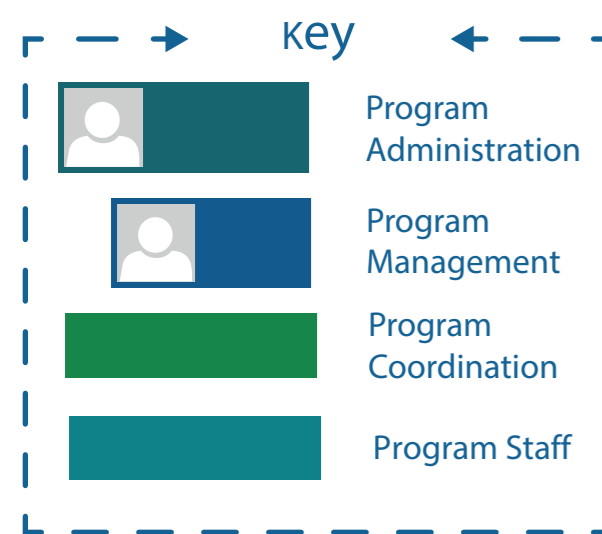 Key
Program
Administration
Program
Management
Program
Coordination
Program Staff